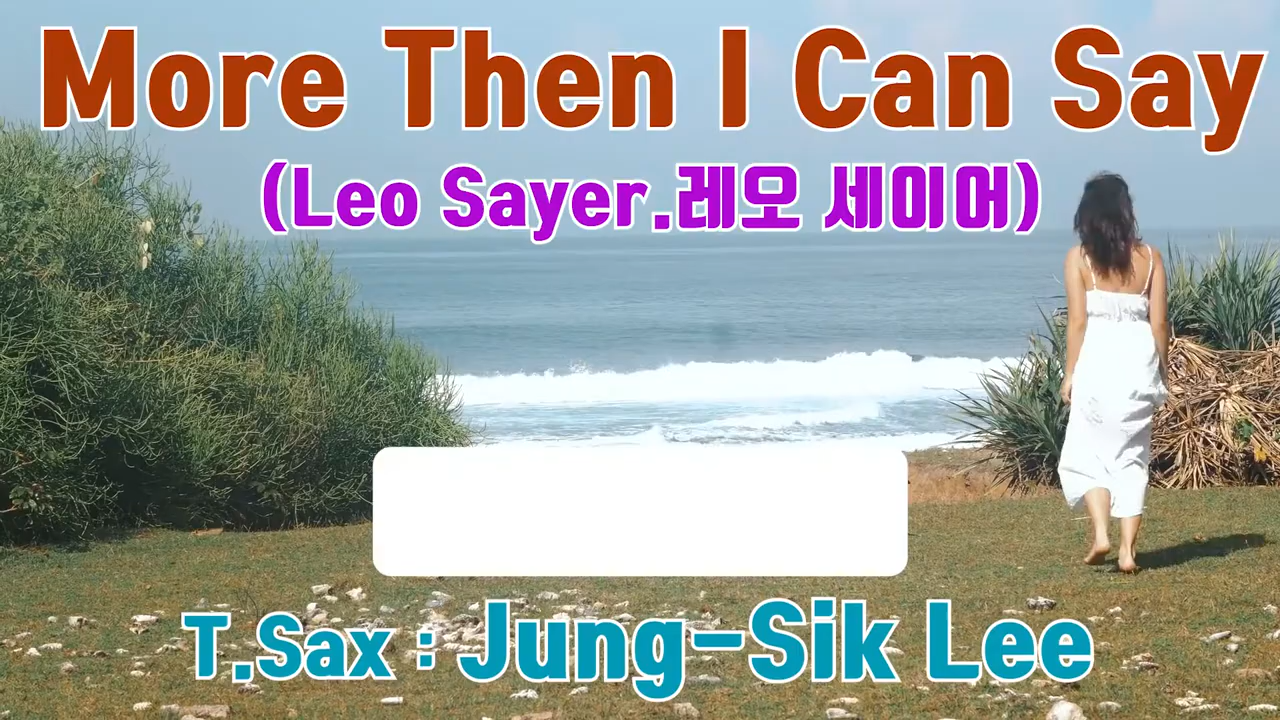 More Then I Can Say
(Leo Sayer.레오 세이어)
T.Sax : Jung-Sik Lee